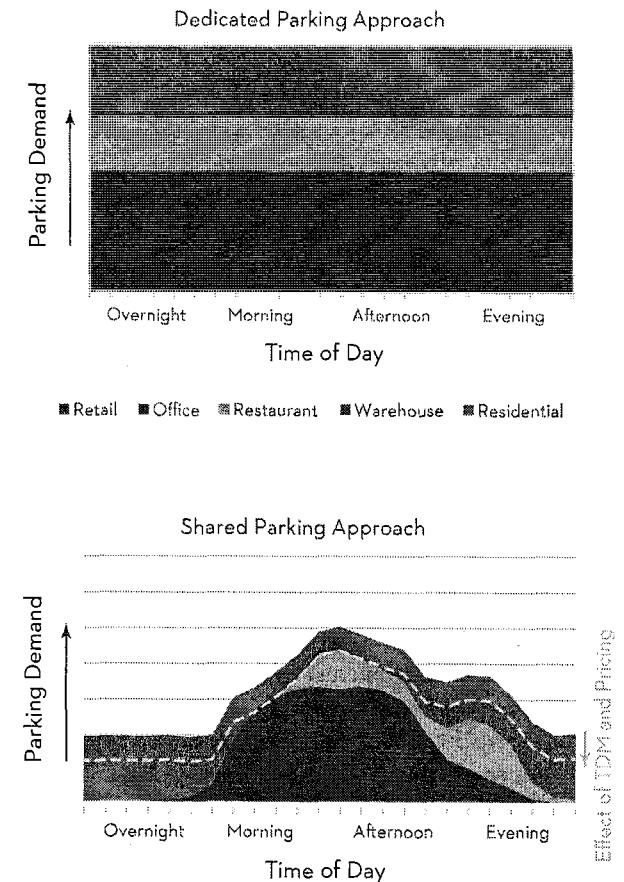 Dedicated Parking Approach
Parking Demand
Overnight Morning Afternoon Evening
Time of Day
Retail Office Restaurant Warehouse Residential
Shared Parking Approach
Parking Demand
Effect of TDM and Pricing
Overnight Morning Afternoon Evening
Time of Day